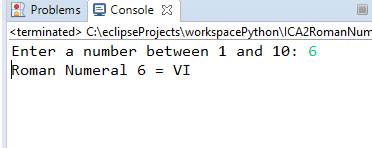 Problems Console
<terminated> C:\eclipseProjects\workspacePython\ICA2RomanNum
Enter a number between 1 and 10: 6
Roman Numeral 6 = VI